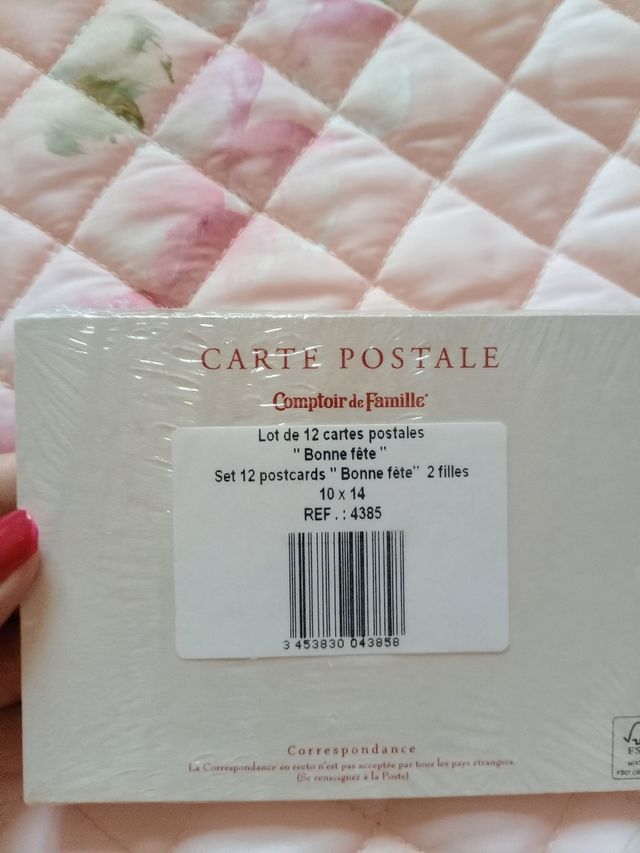 CARTE POSTALE
Comptoir de Famille
Lot de 12 cartes postales
" Bonne fête "
Set 12 postcards " Bonne fête" 2 filles
10 x 14
REF . : 4385
3 453830 043858
Correspondance
La Correspondance au recto n'est pas acceptée par tous les pays étrangers.
(Se renseigner à la Poste)
FS
MIX